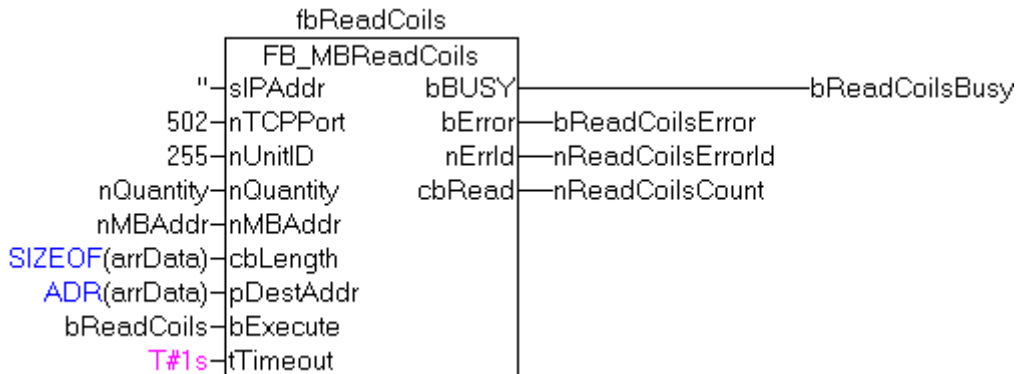 fbReadCoils
FB_MBReadCoils
" sIPAddr bBUSY bReadCoilsBusy
502 nTCPPort bError bReadCoilsError
255 nUnitID nErrId nReadCoilsErrorId
nQuantity nQuantity cbRead nReadCoilsCount
nMBAddr nMBAddr
SIZEOF(arrData) cbLength
ADR(arrData) pDestAddr
bReadCoils bExecute
T#1s tTimeout